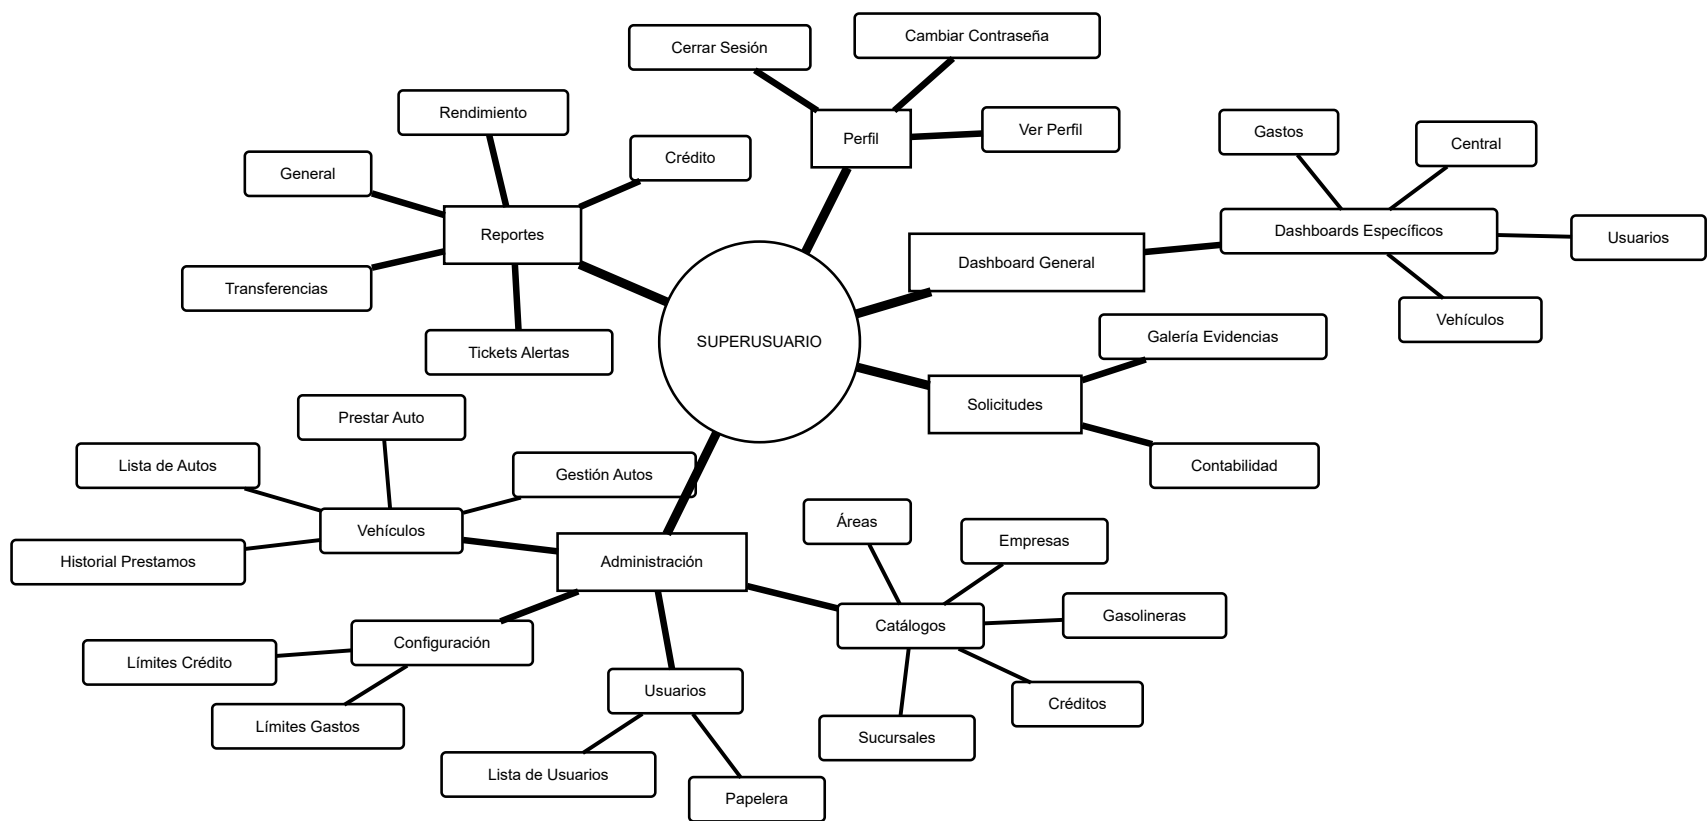 Cambiar Contraseña
Cerrar Sesión
Rendimiento
Ver Perfil
Perfil
Gastos
Central
Crédito
General
Dashboards Específicos
Usuarios
Reportes
Dashboard General
Transferencias
Vehículos
Galería Evidencias
SUPERUSUARIO
Tickets Alertas
Solicitudes
Prestar Auto
Lista de Autos
Contabilidad
Gestión Autos
Áreas
Vehículos
Empresas
Historial Prestamos
Administración
Gasolineras
Catálogos
Configuración
Límites Crédito
Usuarios
Créditos
Límites Gastos
Sucursales
Lista de Usuarios
Papelera